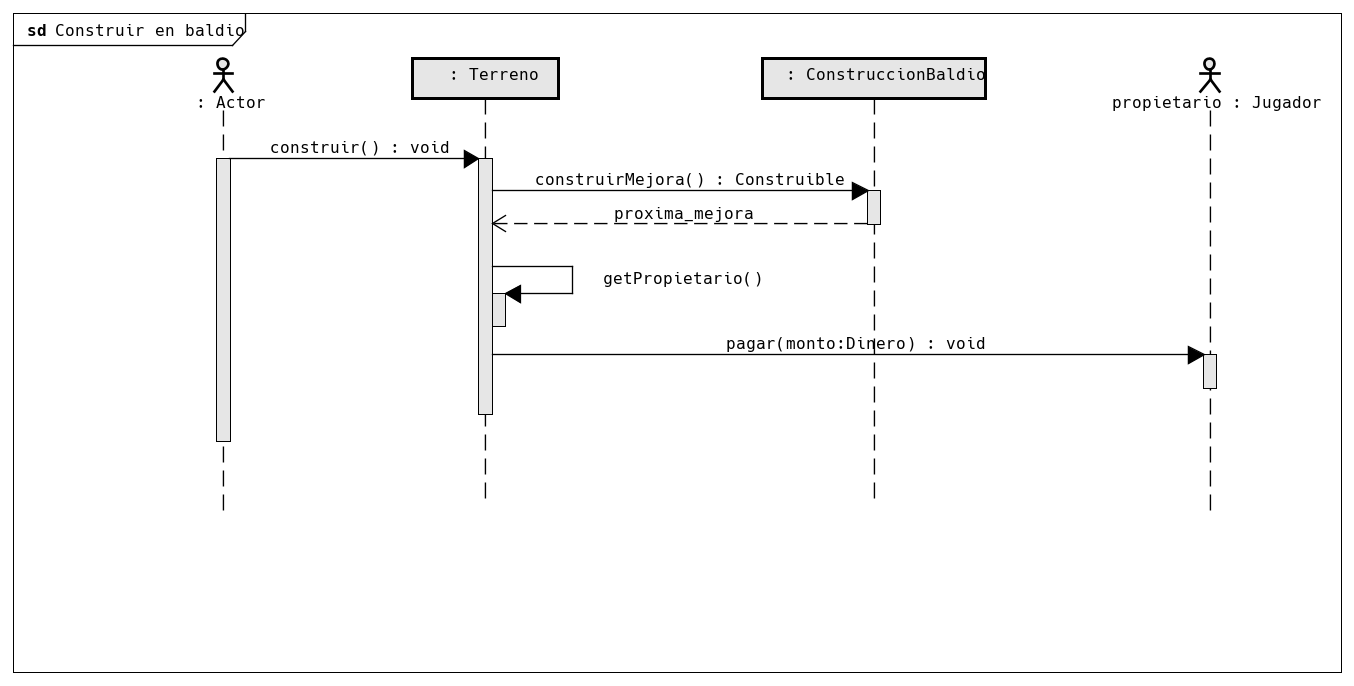 sd Construir en baldio
: Terreno
: ConstruccionBaldio
: Actor
propietario : Jugador
construir() : void
construirMejora() : Construible
proxima_mejora
getPropietario()
pagar(monto:Dinero) : void